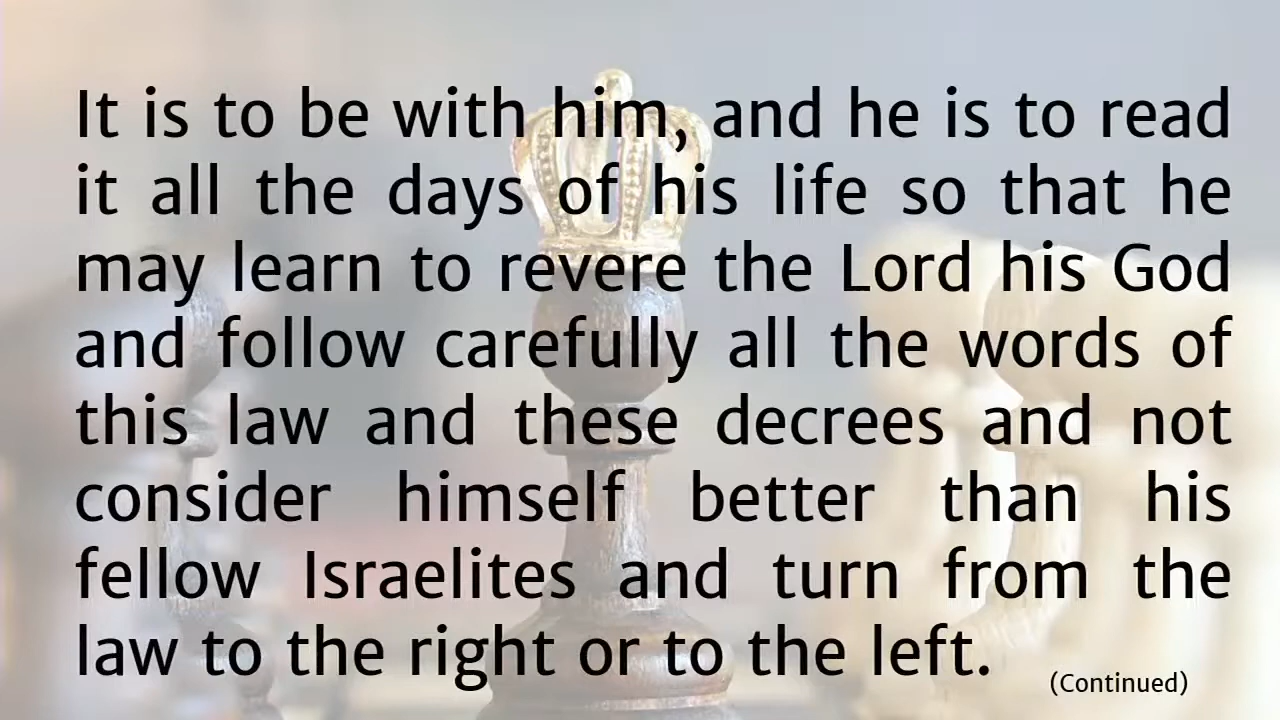 It is to be with him, and he is to read
it all the days of his life so that he
may learn to revere the Lord his God
and follow carefully all the words of
this law and these decrees and not
consider himself better than his
fellow Israelites and turn from the
law to the right or to the left.
(Continued)